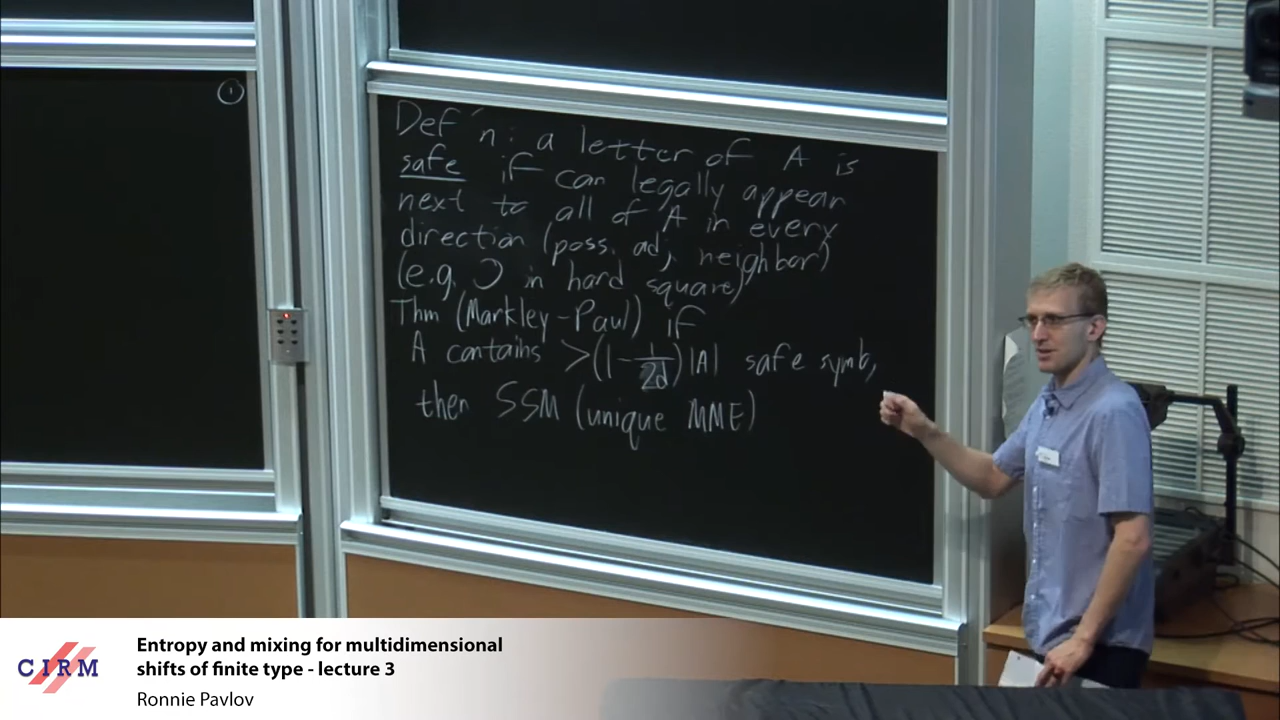 ①
Def'n: a letter of A is
safe if can legally appear
next to all of A in every
direction (poss. adj. neighbor)
(e.g. 0 in hard square)
Thm (Markley-Paul) if
A contains >(1-1/2d)|A| safe symb,
then SSM (unique MME)
CIRM
Entropy and mixing for multidimensional
shifts of finite type - lecture 3
Ronnie Pavlov